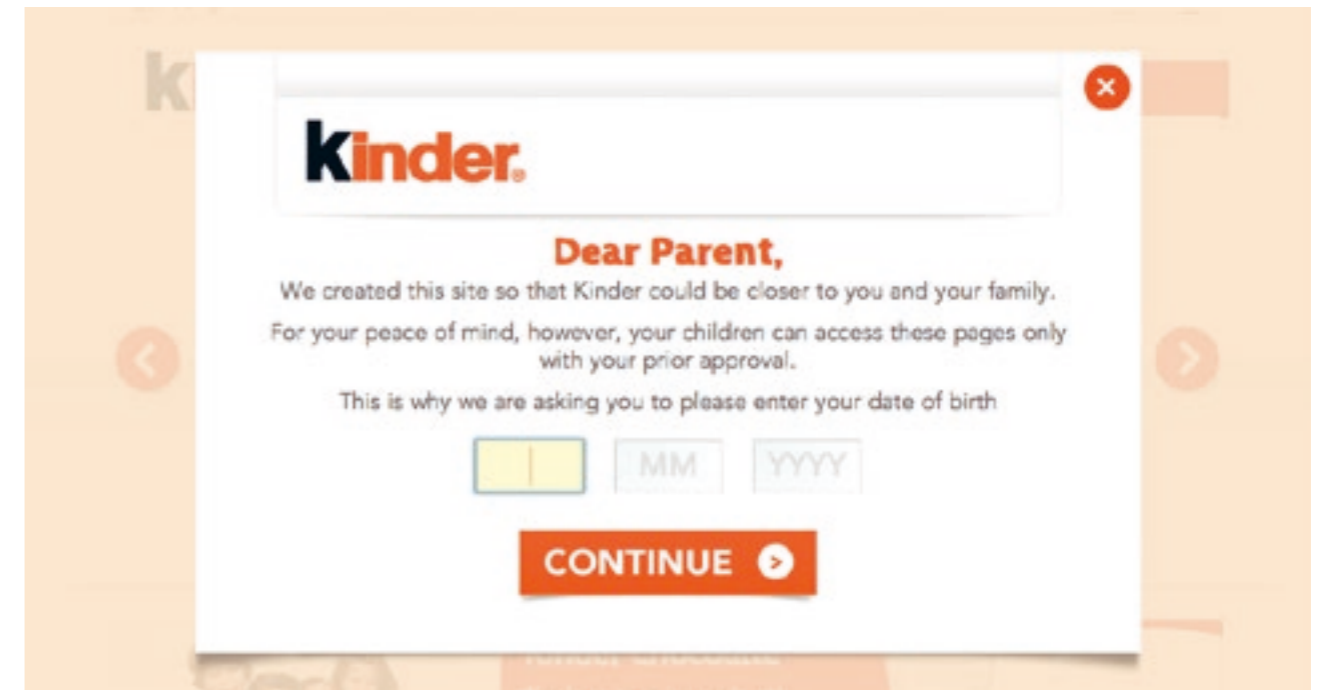 k
kinder®
Dear Parent,
We created this site so that Kinder could be closer to you and your family.
For your peace of mind, however, your children can access these pages only
with your prior approval.
This is why we are asking you to please enter your date of birth
MM YYYY
CONTINUE